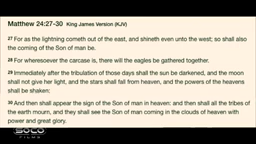 Matthew 24:27-30 King James Version (KJV)
27 For as the lightning cometh out of the east, and shineth even unto the west; so shall also
the coming of the Son of man be.
28 For wheresoever the carcase is, there will the eagles be gathered together.
29 Immediately after the tribulation of those days shall the sun be darkened, and the moon
shall not give her light, and the stars shall fall from heaven, and the powers of the heavens
shall be shaken:
30 And then shall appear the sign of the Son of man in heaven: and then shall all the tribes of
the earth mourn, and they shall see the Son of man coming in the clouds of heaven with
power and great glory.
SOCO
FILMS